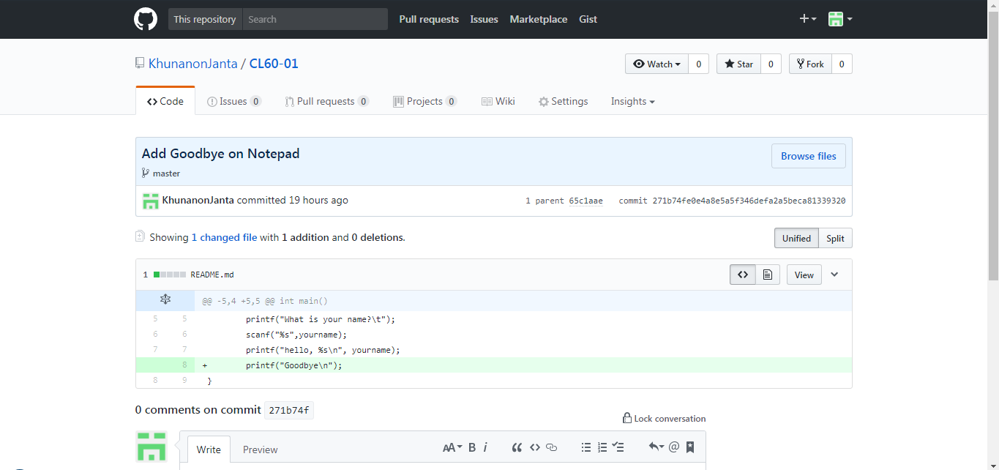 This repository Search Pull requests Issues Marketplace Gist
KhunanonJanta / CL60-01 Watch 0 Star 0 Fork 0
Code Issues 0 Pull requests 0 Projects 0 Wiki Settings Insights
Add Goodbye on Notepad Browse files
master
KhunanonJanta committed 19 hours ago 1 parent 65c1aae commit 271b74fe0e4a8e5a5f346defa2a5beca81339320
Showing 1 changed file with 1 addition and 0 deletions. Unified Split
1 README.md <> View
@@ -5,4 +5,5 @@ int main()
5 5 printf("What is your name?\t");
6 6 scanf("%s",yourname);
7 7 printf("hello, %s\n", yourname);
8 + printf("Goodbye\n");
8 9 }
0 comments on commit 271b74f
Lock conversation
Write Preview AA B i “ <> @